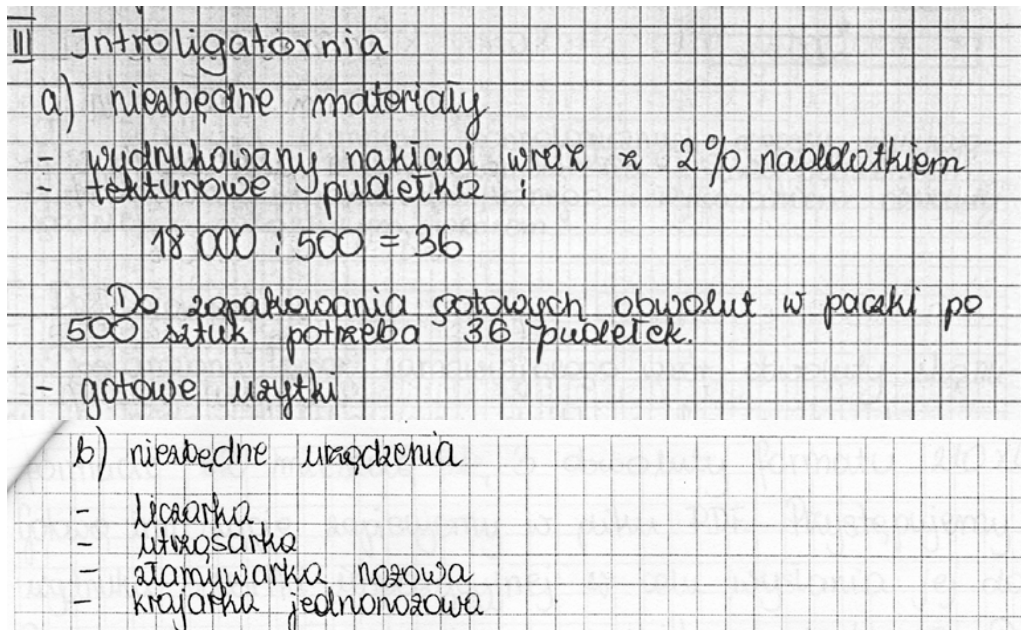 III Introligatornia
a) niezbędne materiały
- wydrukowany nakład wraz z 2% naddatkiem
- tekturowe pudełka :
18 000 : 500 = 36
Do zapakowania gotowych obwolut w paczki po
500 sztuk potrzeba 36 pudełek.
- gotowe użytki
b) niezbędne urządzenia
- liczarka
- utrząsarka
- złamywarka nożowa
- krajarka jednonożowa